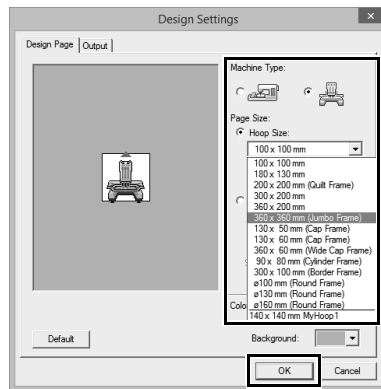 Design Settings
Design Page
Output
Machine Type:
Page Size:
Hoop Size:
100 x 100 mm
100 x 100 mm
180 x 130 mm
200 x 200 mm (Quilt Frame)
300 x 200 mm
360 x 200 mm
360 x 360 mm (Jumbo Frame)
130 x 50 mm (Cap Frame)
130 x 60 mm (Cap Frame)
360 x 60 mm (Wide Cap Frame)
90 x 80 mm (Cylinder Frame)
300 x 100 mm (Border Frame)
ø100 mm (Round Frame)
ø130 mm (Round Frame)
ø160 mm (Round Frame)
140 x 140 mm MyHoop1
Default
Background:
OK
Cancel